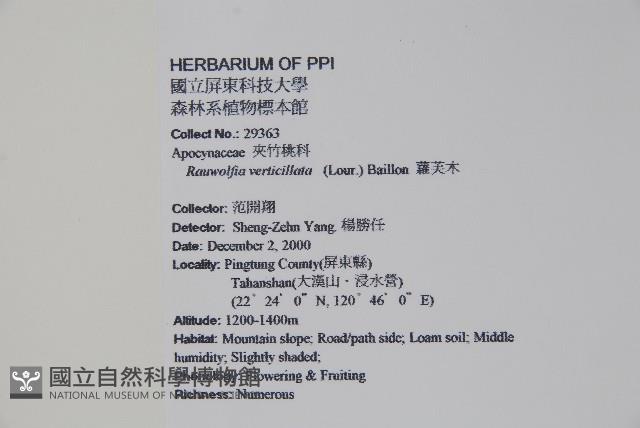 HERBARIUM OF PPI
國立屏東科技大學
森林系植物標本館
Collect No.: 29363
Apocynaceae 夾竹桃科
Rauwolfia verticillata (Lour.) Baillon 蘿芙木
Collector: 范開翔
Detector: Sheng-Zehn Yang, 楊勝任
Date: December 2, 2000
Locality: Pingtung County(屏東縣)
Tahanshan(大漢山・浸水營)
(22° 24' 0" N, 120° 46' 0" E)
Altitude: 1200-1400m
Habitat: Mountain slope; Road/path side; Loam soil; Middle
humidity; Slightly shaded;
國立自然科學博物館
Flowering & Fruiting
NATIONAL MUSEUM OF
Richness: Numerous